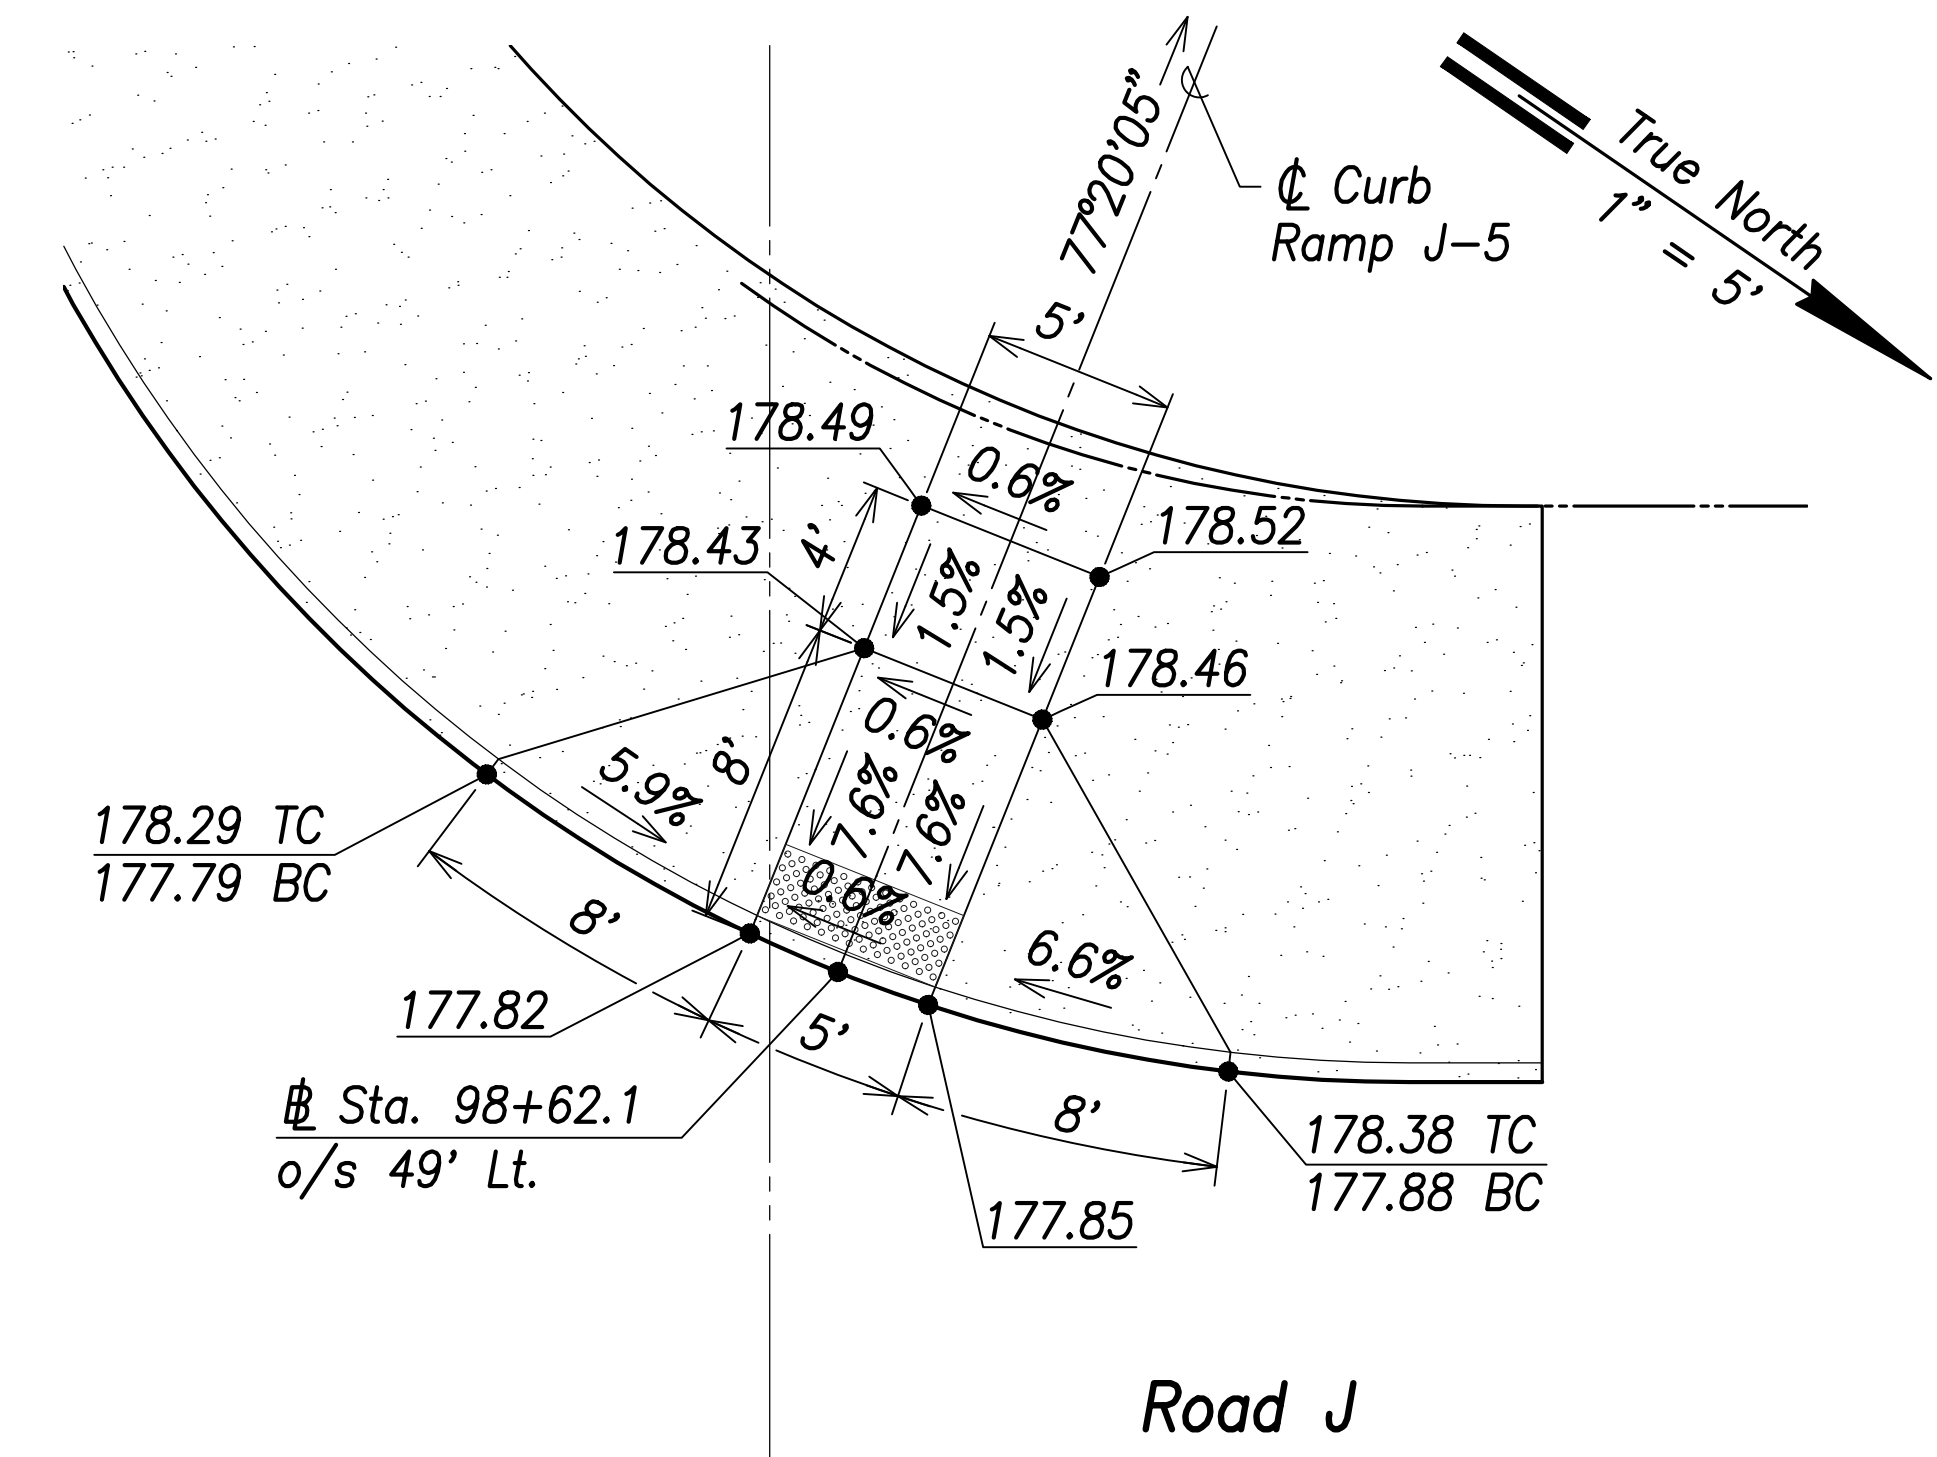 77°20'05"
℄ Curb
Ramp J-5
True North
1" = 5'
5'
178.49
0.6%
178.52
178.43
4'
1.5%
1.5%
178.46
0.6%
8'
5.9%
7.6%
7.6%
0.6%
178.29 TC
177.79 BC
8'
6.6%
177.82
5'
B̵L Sta. 98+62.1
o/s 49' Lt.
8'
178.38 TC
177.88 BC
177.85
Road J